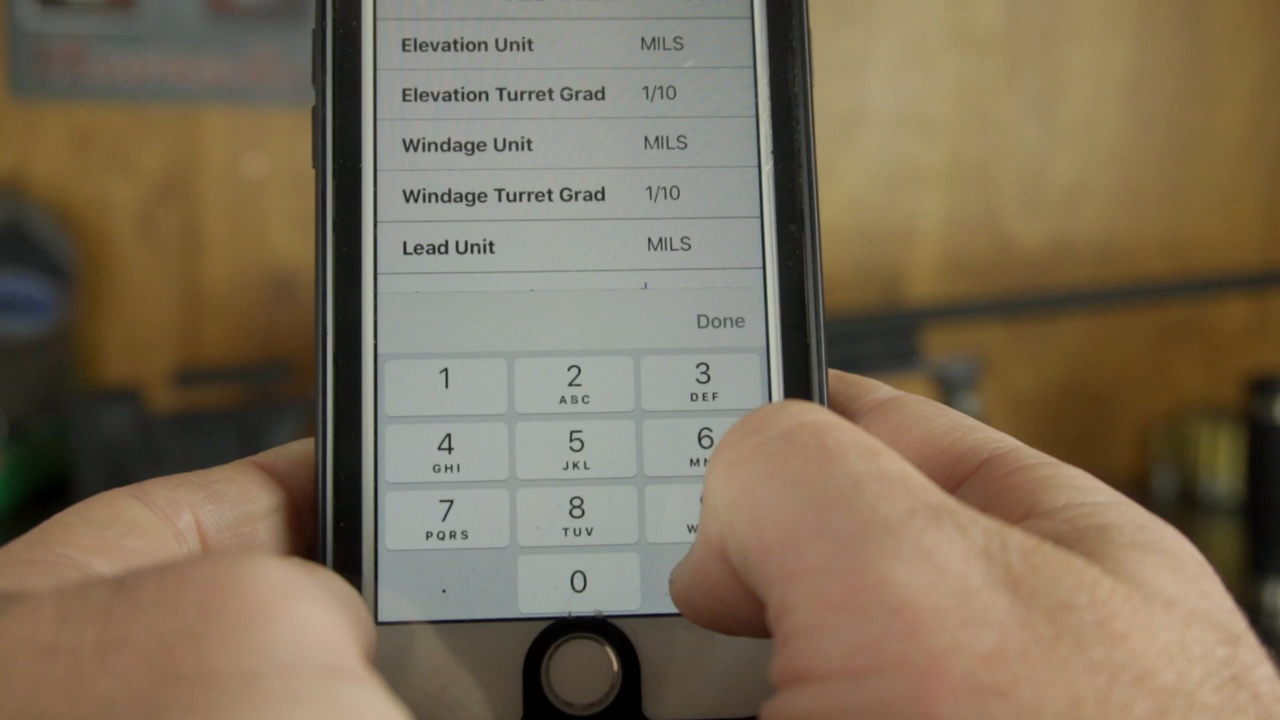 Elevation Unit MILS
Elevation Turret Grad 1/10
Windage Unit MILS
Windage Turret Grad 1/10
Lead Unit MILS
Done
1 2 3
ABC DEF
4 5 6
GHI JKL MN
7 8
PQRS TUV W
. 0